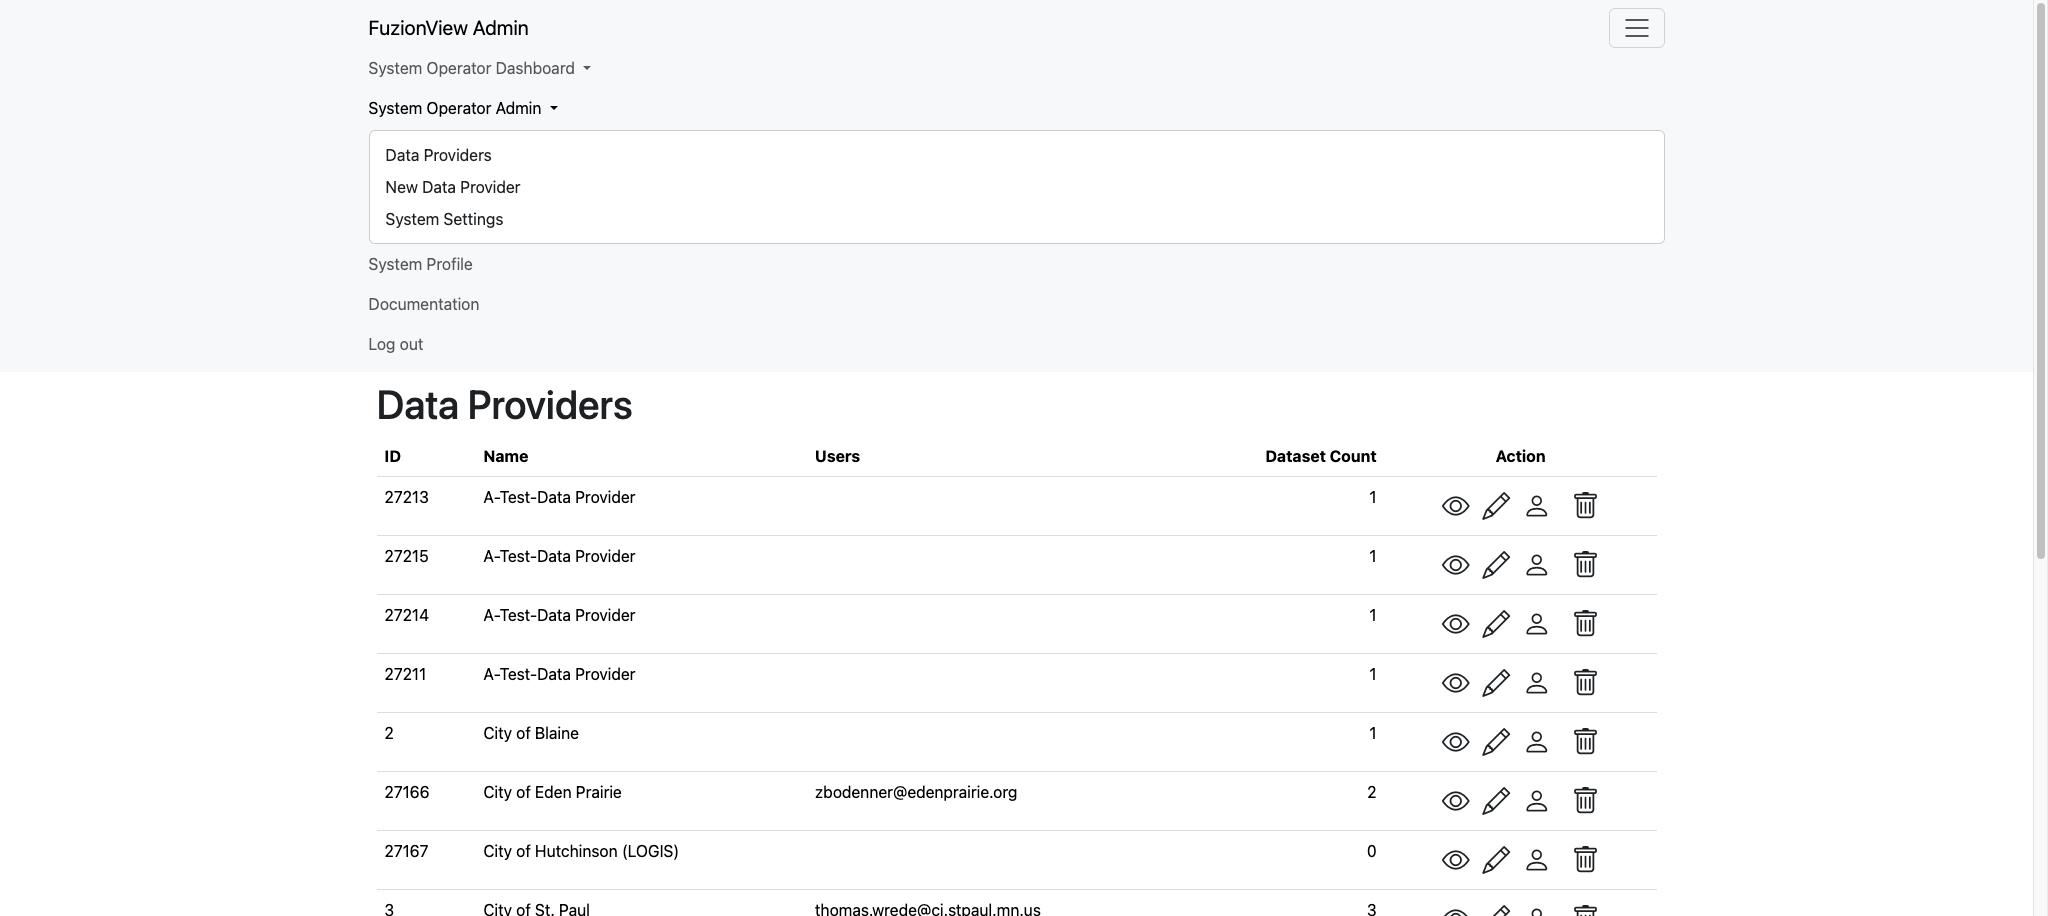 FuzionView Admin
System Operator Dashboard
System Operator Admin
Data Providers
New Data Provider
System Settings
System Profile
Documentation
Log out
Data Providers
ID Name Users Dataset Count Action
27213 A-Test-Data Provider 1
27215 A-Test-Data Provider 1
27214 A-Test-Data Provider 1
27211 A-Test-Data Provider 1
2 City of Blaine 1
27166 City of Eden Prairie zbodenner@edenprairie.org 2
27167 City of Hutchinson (LOGIS) 0
3 City of St. Paul thomas.wrede@ci.stpaul.mn.us 3